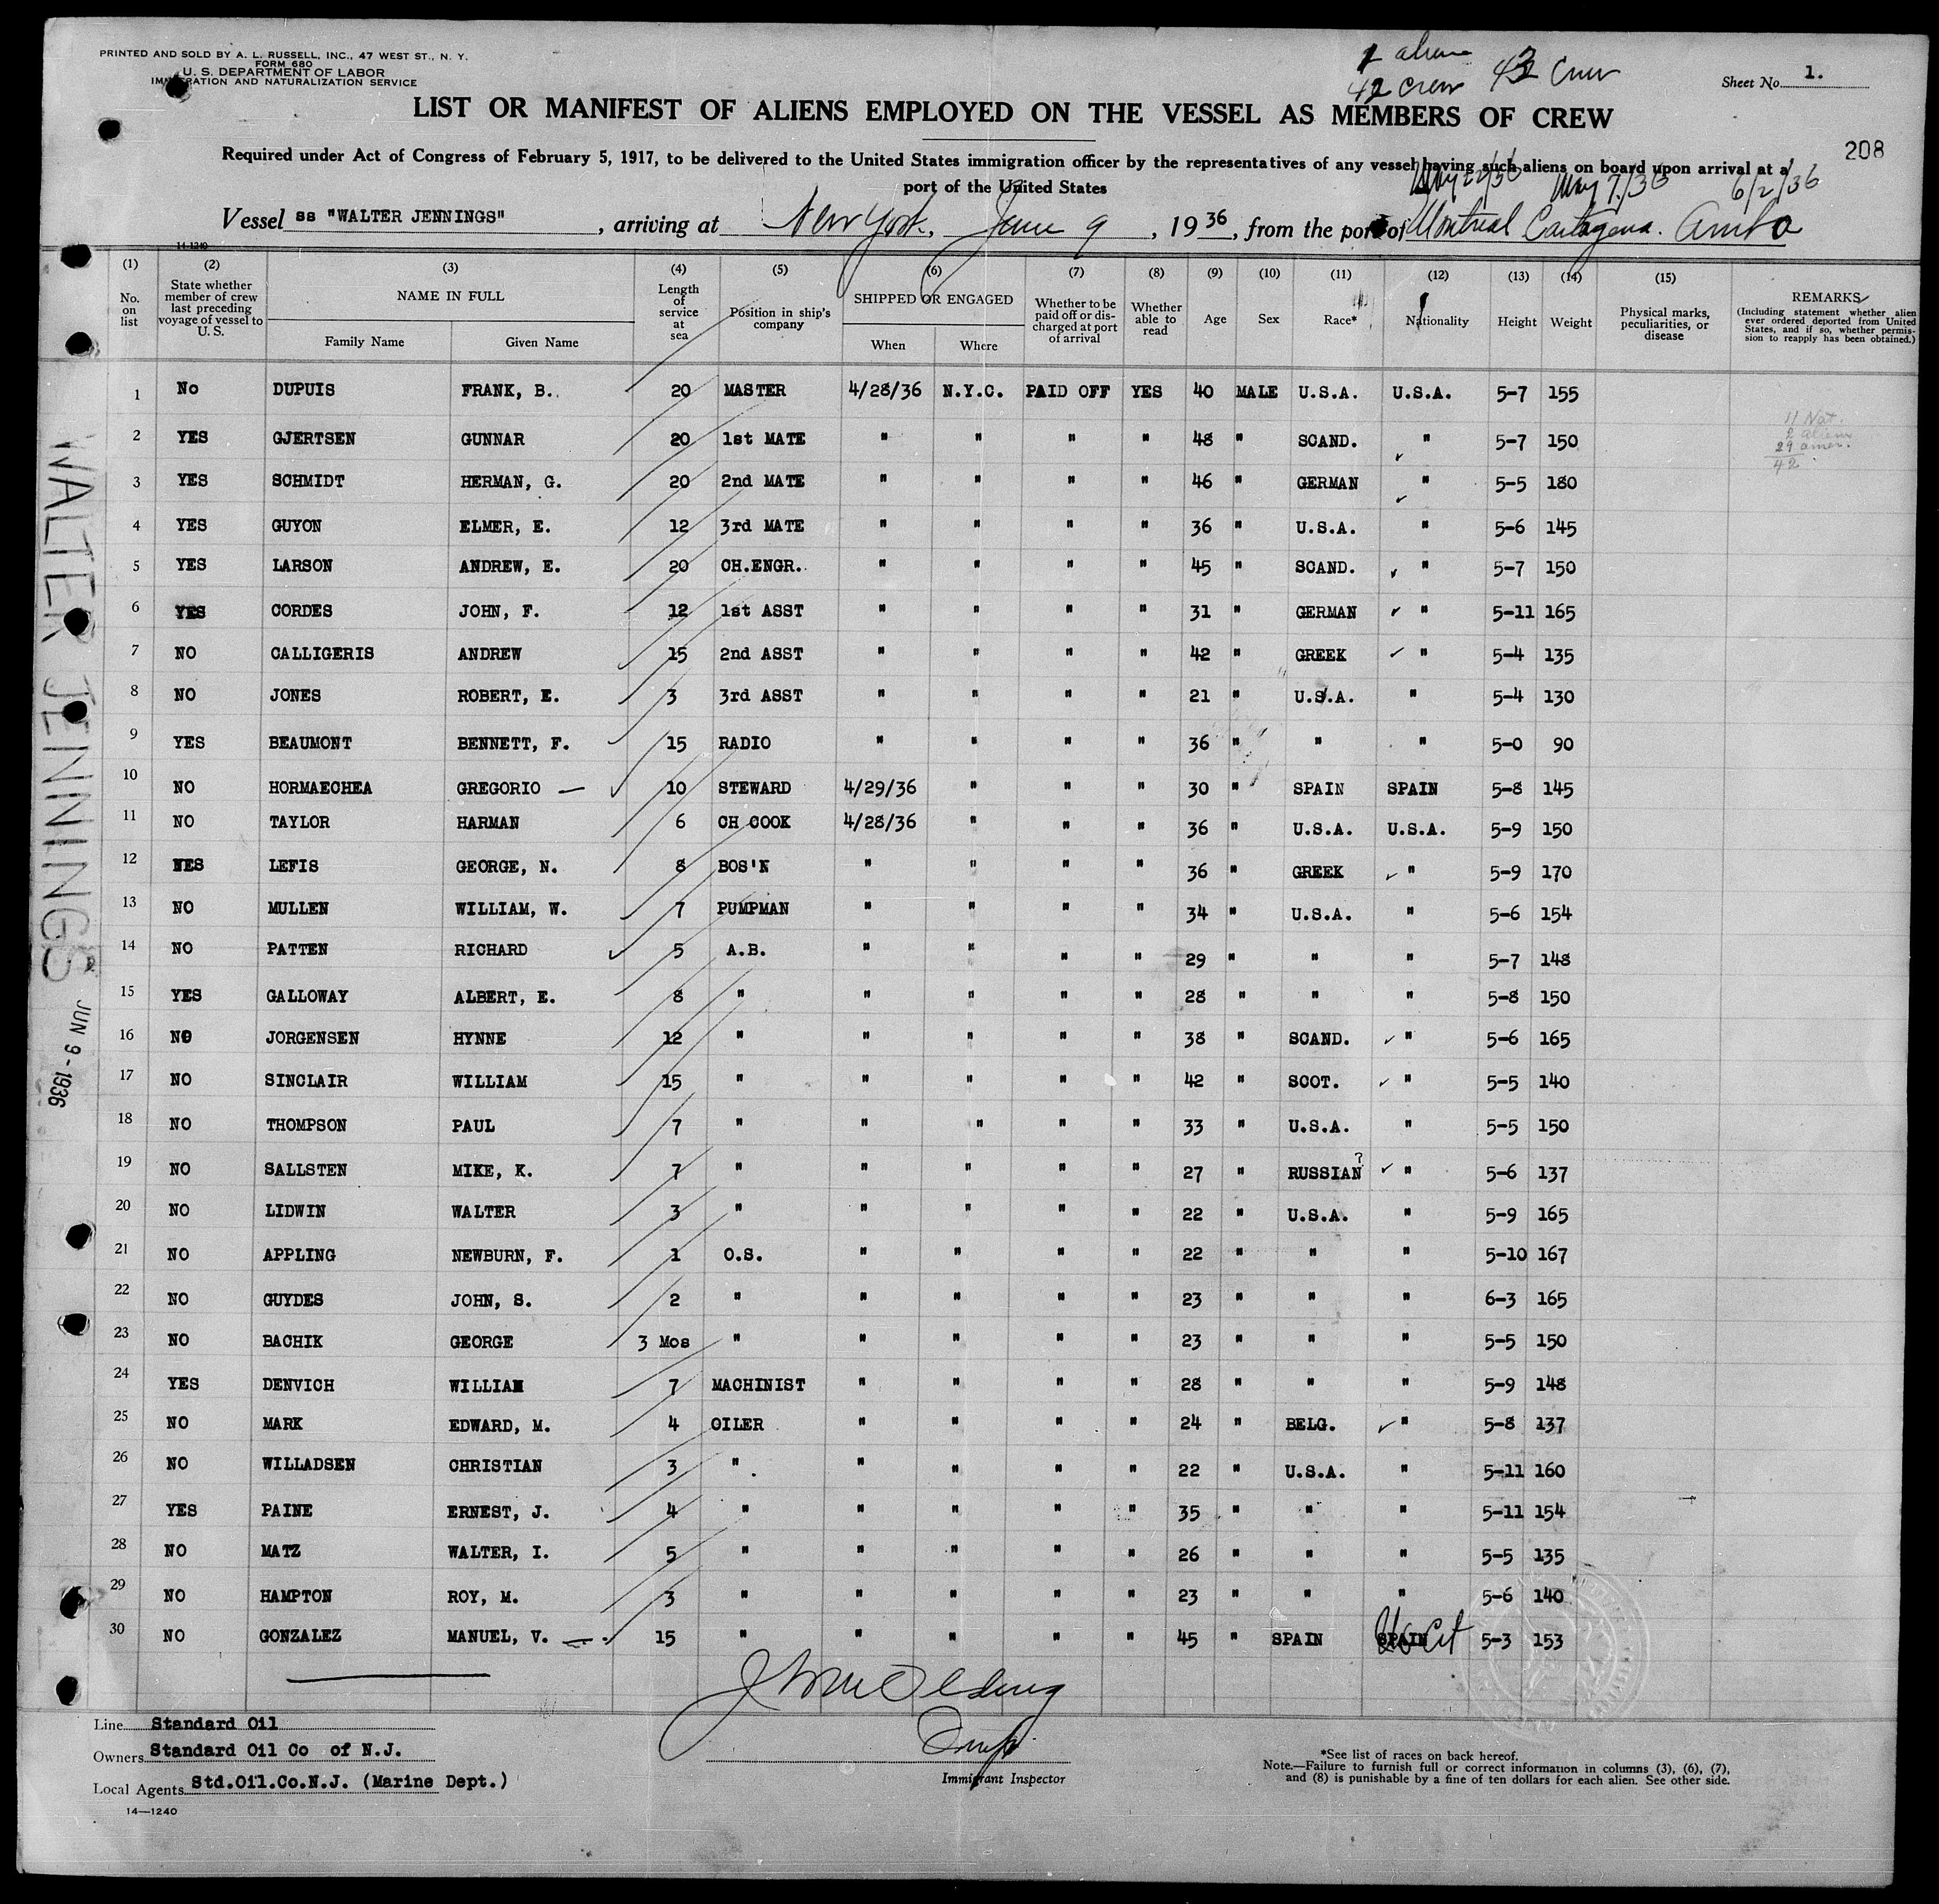 PRINTED AND SOLD BY A. L. RUSSELL, INC., 47 WEST ST., N. Y.
FORM 680
U. S. DEPARTMENT OF LABOR
IMMIGRATION AND NATURALIZATION SERVICE
1 alien
42 crew 42 Crew
Sheet No. 1.
LIST OR MANIFEST OF ALIENS EMPLOYED ON THE VESSEL AS MEMBERS OF CREW
208
Required under Act of Congress of February 5, 1917, to be delivered to the United States immigration officer by the representatives of any vessel having such aliens on board upon arrival at a
port of the United States
May 22/36 May 7/36 6/2/36
Vessel ss "WALTER JENNINGS", arriving at New York, June 9, 1936, from the port of Montreal Cartagena. Aruba
14-1240
(1) (2) (3) (4) (5) (6) (7) (8) (9) (10) (11) (12) (13) (14) (15)
No. on list
State whether member of crew last preceding voyage of vessel to U. S.
NAME IN FULL
Family Name Given Name
Length of service at sea
Position in ship's company
SHIPPED OR ENGAGED
When Where
Whether to be paid off or discharged at port of arrival
Whether able to read
Age Sex Race* Nationality Height Weight
Physical marks, peculiarities, or disease
REMARKS
(Including statement whether alien ever ordered deported from United States, and if so, whether permission to reapply has been obtained.)
1 No DUPUIS FRANK, B. 20 MASTER 4/28/36 N.Y.C. PAID OFF YES 40 MALE U.S.A. U.S.A. 5-7 155
11 Nat.
2 aliens
29 amer.
42
2 YES GJERTSEN GUNNAR 20 1st MATE " " " " 48 " SCAND. " 5-7 150
3 YES SCHMIDT HERMAN, G. 20 2nd MATE " " " " 46 " GERMAN " 5-5 180
4 YES GUYON ELMER, E. 12 3rd MATE " " " " 36 " U.S.A. " 5-6 145
5 YES LARSON ANDREW, E. 20 CH.ENGR. " " " " 45 " SCAND. " 5-7 150
6 YES CORDES JOHN, F. 12 1st ASST " " " " 31 " GERMAN " 5-11 165
7 NO CALLIGERIS ANDREW 15 2nd ASST " " " " 42 " GREEK " 5-4 135
8 NO JONES ROBERT, E. 3 3rd ASST " " " " 21 " U.S.A. " 5-4 130
9 YES BEAUMONT BENNETT, F. 15 RADIO " " " " 36 " " " 5-0 90
10 NO HORMAECHEA GREGORIO 10 STEWARD 4/29/36 " " " 30 " SPAIN SPAIN 5-8 145
11 NO TAYLOR HARMAN 6 CH COOK 4/28/36 " " " 36 " U.S.A. U.S.A. 5-9 150
12 YES LEFIS GEORGE, N. 8 BOS'N " " " " 36 " GREEK " 5-9 170
13 NO MULLEN WILLIAM, W. 7 PUMPMAN " " " " 34 " U.S.A. " 5-6 154
14 NO PATTEN RICHARD 5 A.B. " " " " 29 " " " 5-7 148
15 YES GALLOWAY ALBERT, E. 8 " " " " " 28 " " " 5-8 150
16 NO JORGENSEN HYNNE 12 " " " " " 38 " SCAND. " 5-6 165
17 NO SINCLAIR WILLIAM 15 " " " " " 42 " SCOT. " 5-5 140
18 NO THOMPSON PAUL 7 " " " " " 33 " U.S.A. " 5-5 150
19 NO SALLSTEN MIKE, K. 7 " " " " " 27 " RUSSIAN ? " 5-6 137
20 NO LIDWIN WALTER 3 " " " " " 22 " U.S.A. " 5-9 165
21 NO APPLING NEWBURN, F. 1 O.S. " " " " 22 " " " 5-10 167
22 NO GUYDES JOHN, S. 2 " " " " " 23 " " " 6-3 165
23 NO BACHIK GEORGE 3 Mos " " " " " 23 " " " 5-5 150
24 YES DENVICH WILLIAM 7 MACHINIST " " " " 28 " " " 5-9 148
25 NO MARK EDWARD, M. 4 OILER " " " " 24 " BELG. " 5-8 137
26 NO WILLADSEN CHRISTIAN 3 " " " " " 22 " U.S.A. " 5-11 160
27 YES PAINE ERNEST, J. 4 " " " " " 35 " " " 5-11 154
28 NO MATZ WALTER, I. 5 " " " " " 26 " " " 5-5 135
29 NO HAMPTON ROY, M. 3 " " " " " 23 " " " 5-6 140
30 NO GONZALEZ MANUEL, V. 15 " " " " " 45 " SPAIN SPAIN US Cit 5-3 153
WALTER JENNINGS
JUN 9 - 1936
Line Standard Oil
Owners Standard Oil Co of N.J.
Local Agents Std.Oil.Co.N.J. (Marine Dept.)
14—1240
Insp.
Immigrant Inspector
*See list of races on back hereof.
Note.—Failure to furnish full or correct information in columns (3), (6), (7),
and (8) is punishable by a fine of ten dollars for each alien. See other side.